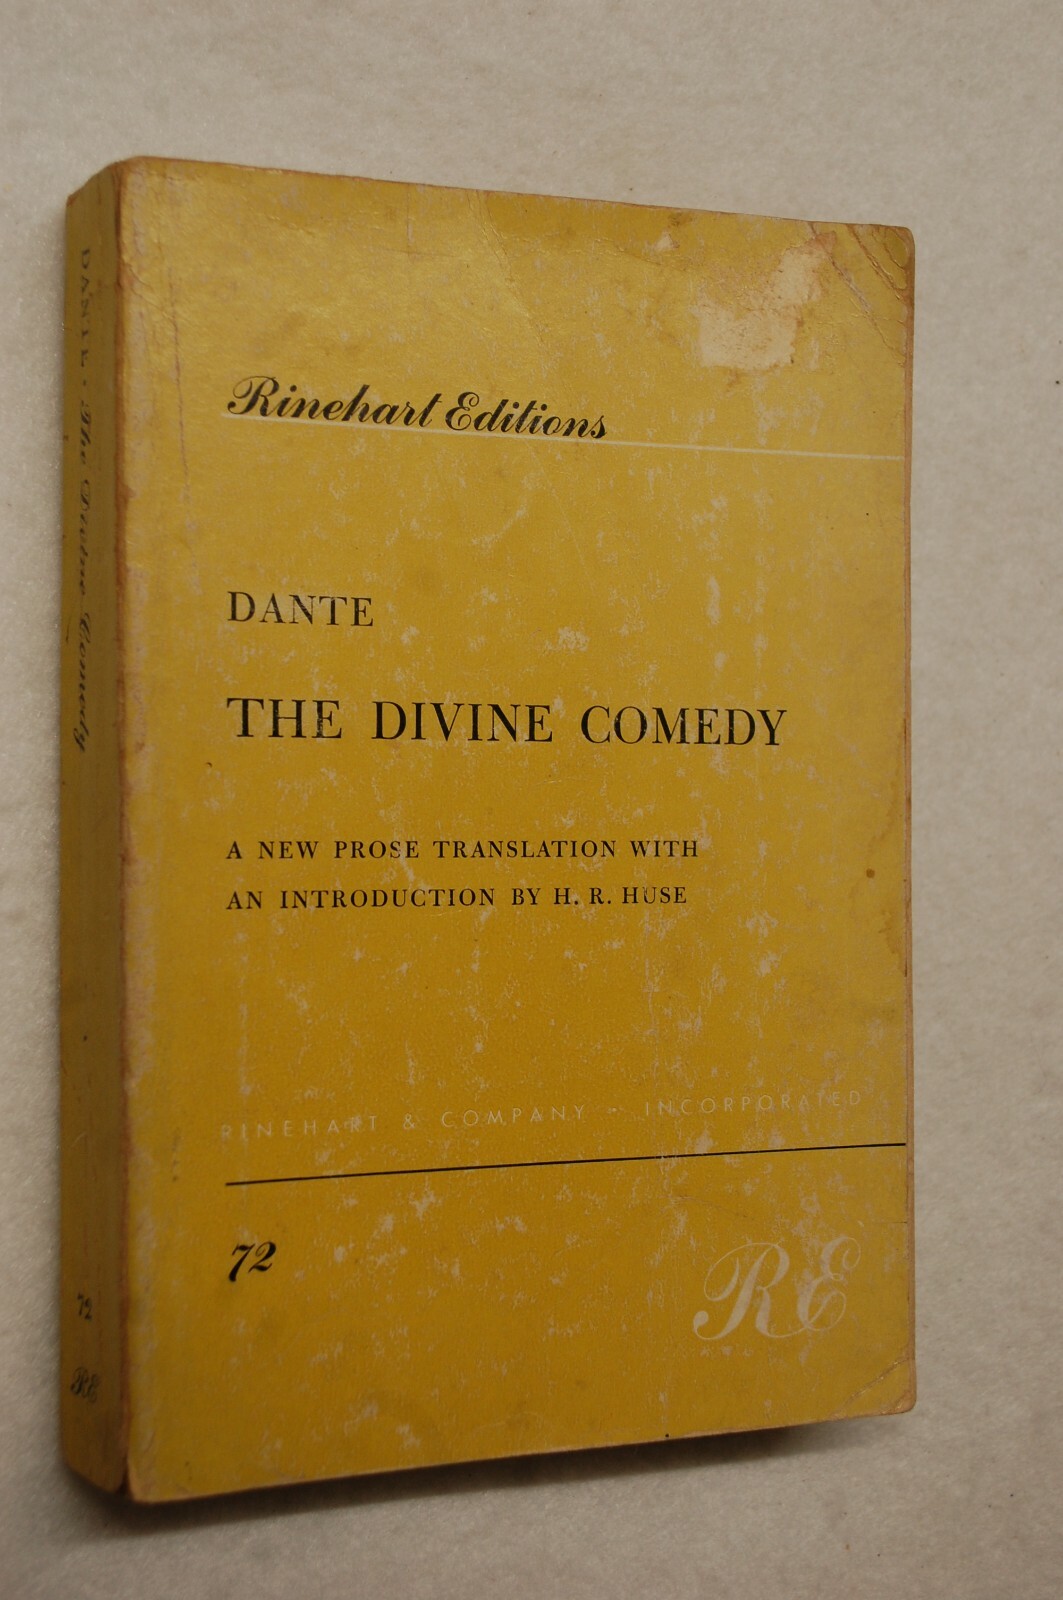 Rinehart Editions
DANTE
THE DIVINE COMEDY
A NEW PROSE TRANSLATION WITH
AN INTRODUCTION BY H. R. HUSE
RINEHART & COMPANY · INCORPORATED
72
RE
DANTE · The Divine Comedy
72
RE